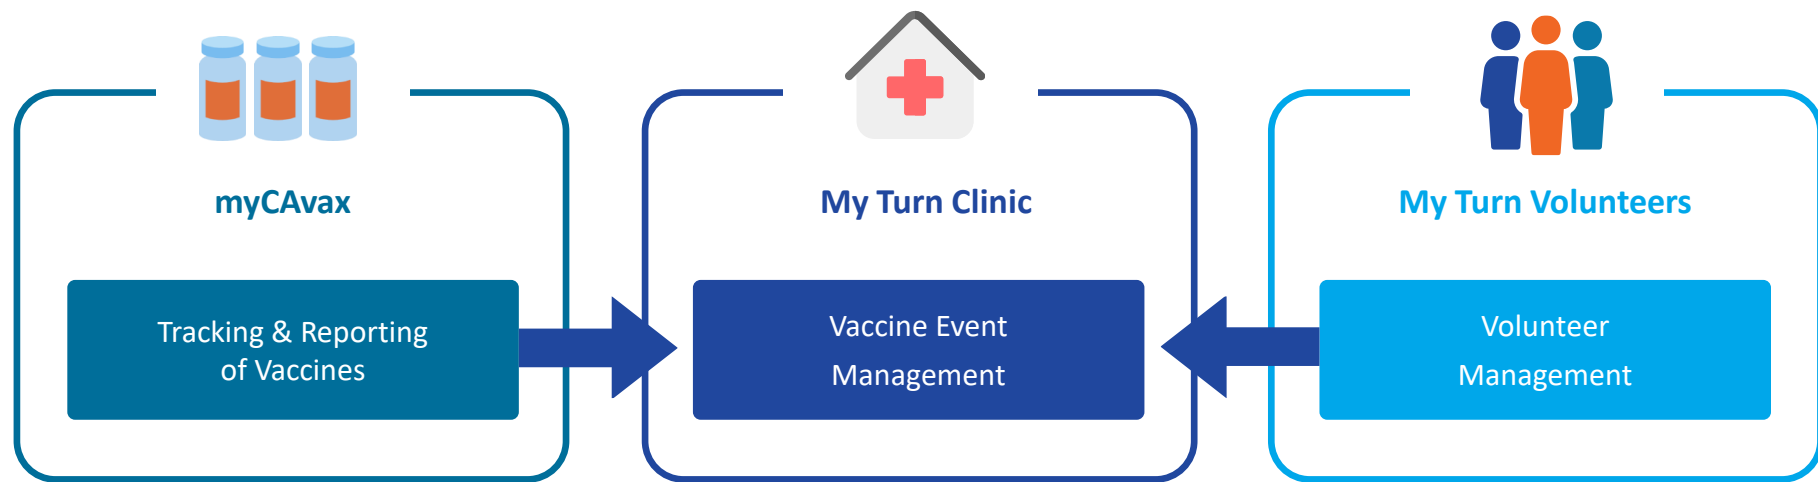 myCAvax
Tracking & Reporting
of Vaccines
My Turn Clinic
Vaccine Event
Management
My Turn Volunteers
Volunteer
Management